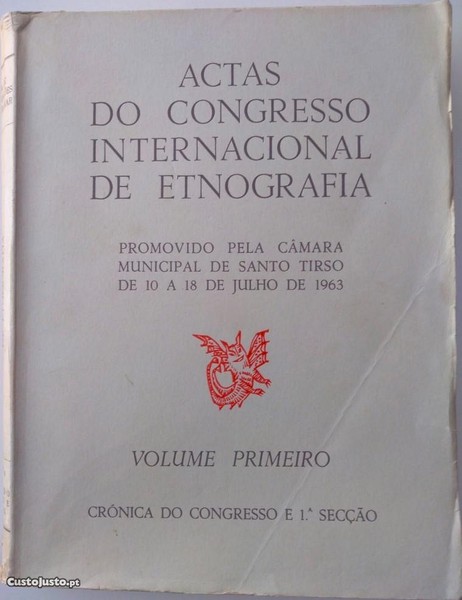 ACTAS
DO CONGRESSO
INTERNACIONAL
DE ETNOGRAFIA
PROMOVIDO PELA CÂMARA
MUNICIPAL DE SANTO TIRSO
DE 10 A 18 DE JULHO DE 1963
VOLUME PRIMEIRO
CRÓNICA DO CONGRESSO E 1.ª SECÇÃO
CustoJusto.pt